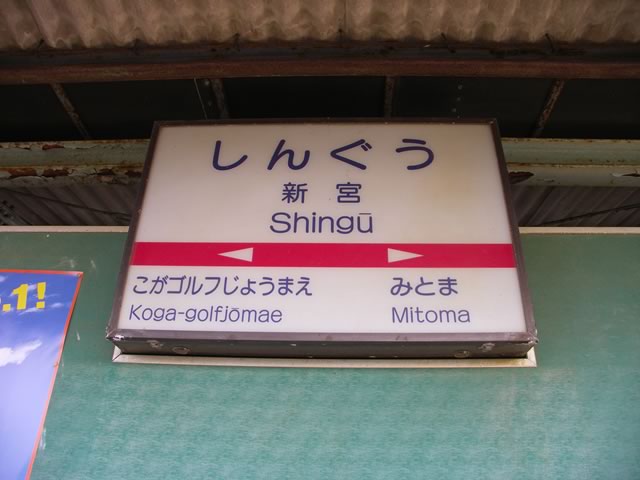 しんぐう
新宮
Shingū
こがゴルフじょうまえ みとま
Koga-golfjōmae Mitoma
.1!